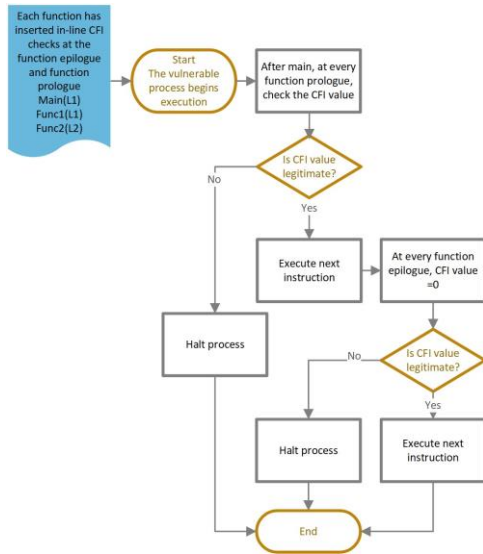 Each function has
inserted in-line CFI
checks at the
function epilogue
and function
prologue
Main(L1)
Func1(L1)
Func2(L2)
Start
The vulnerable
process begins
execution
After main, at every
function prologue,
check the CFI value
Is CFI value
legitimate?
No
Yes
Execute next
instruction
At every function
epilogue, CFI value
=0
Halt process
Is CFI value
legitimate?
No
Yes
Halt process
Execute next
instruction
End